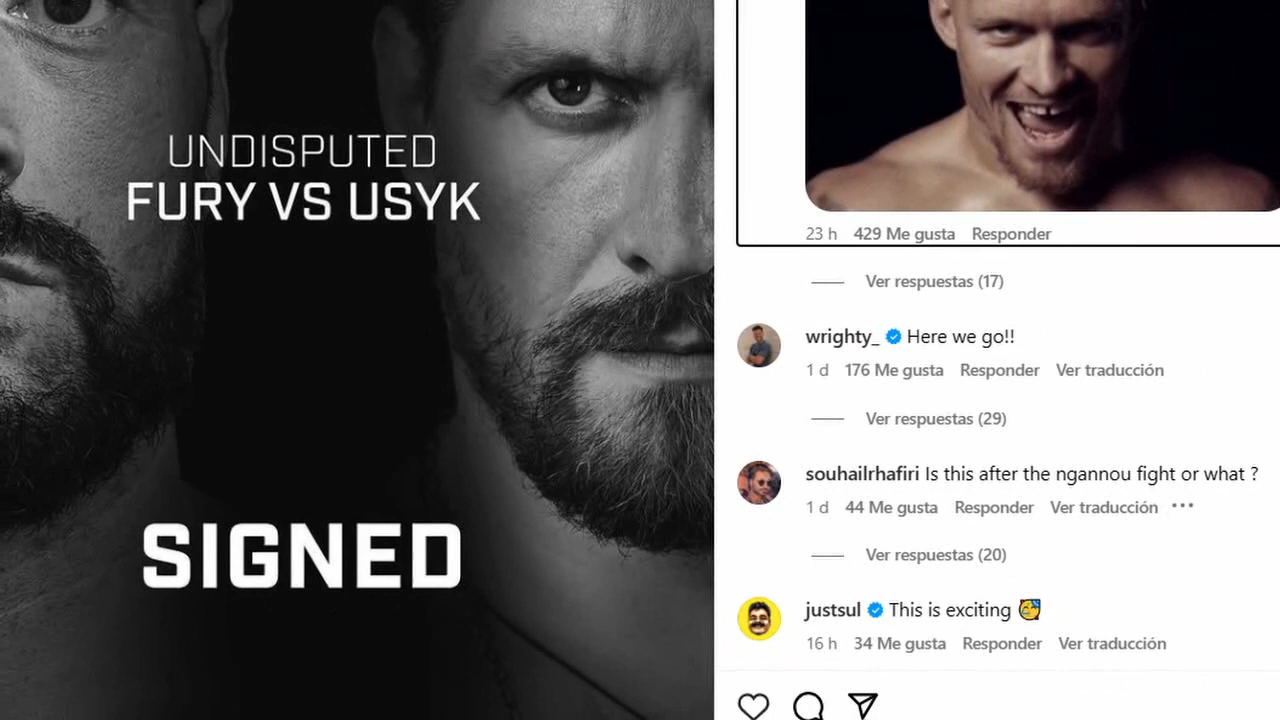 UNDISPUTED
FURY VS USYK
SIGNED
23 h 429 Me gusta Responder
Ver respuestas (17)
wrighty_ Here we go!!
1 d 176 Me gusta Responder Ver traducción
Ver respuestas (29)
souhailrhafiri Is this after the ngannou fight or what ?
1 d 44 Me gusta Responder Ver traducción •••
Ver respuestas (20)
justsul This is exciting 🥳
16 h 34 Me gusta Responder Ver traducción